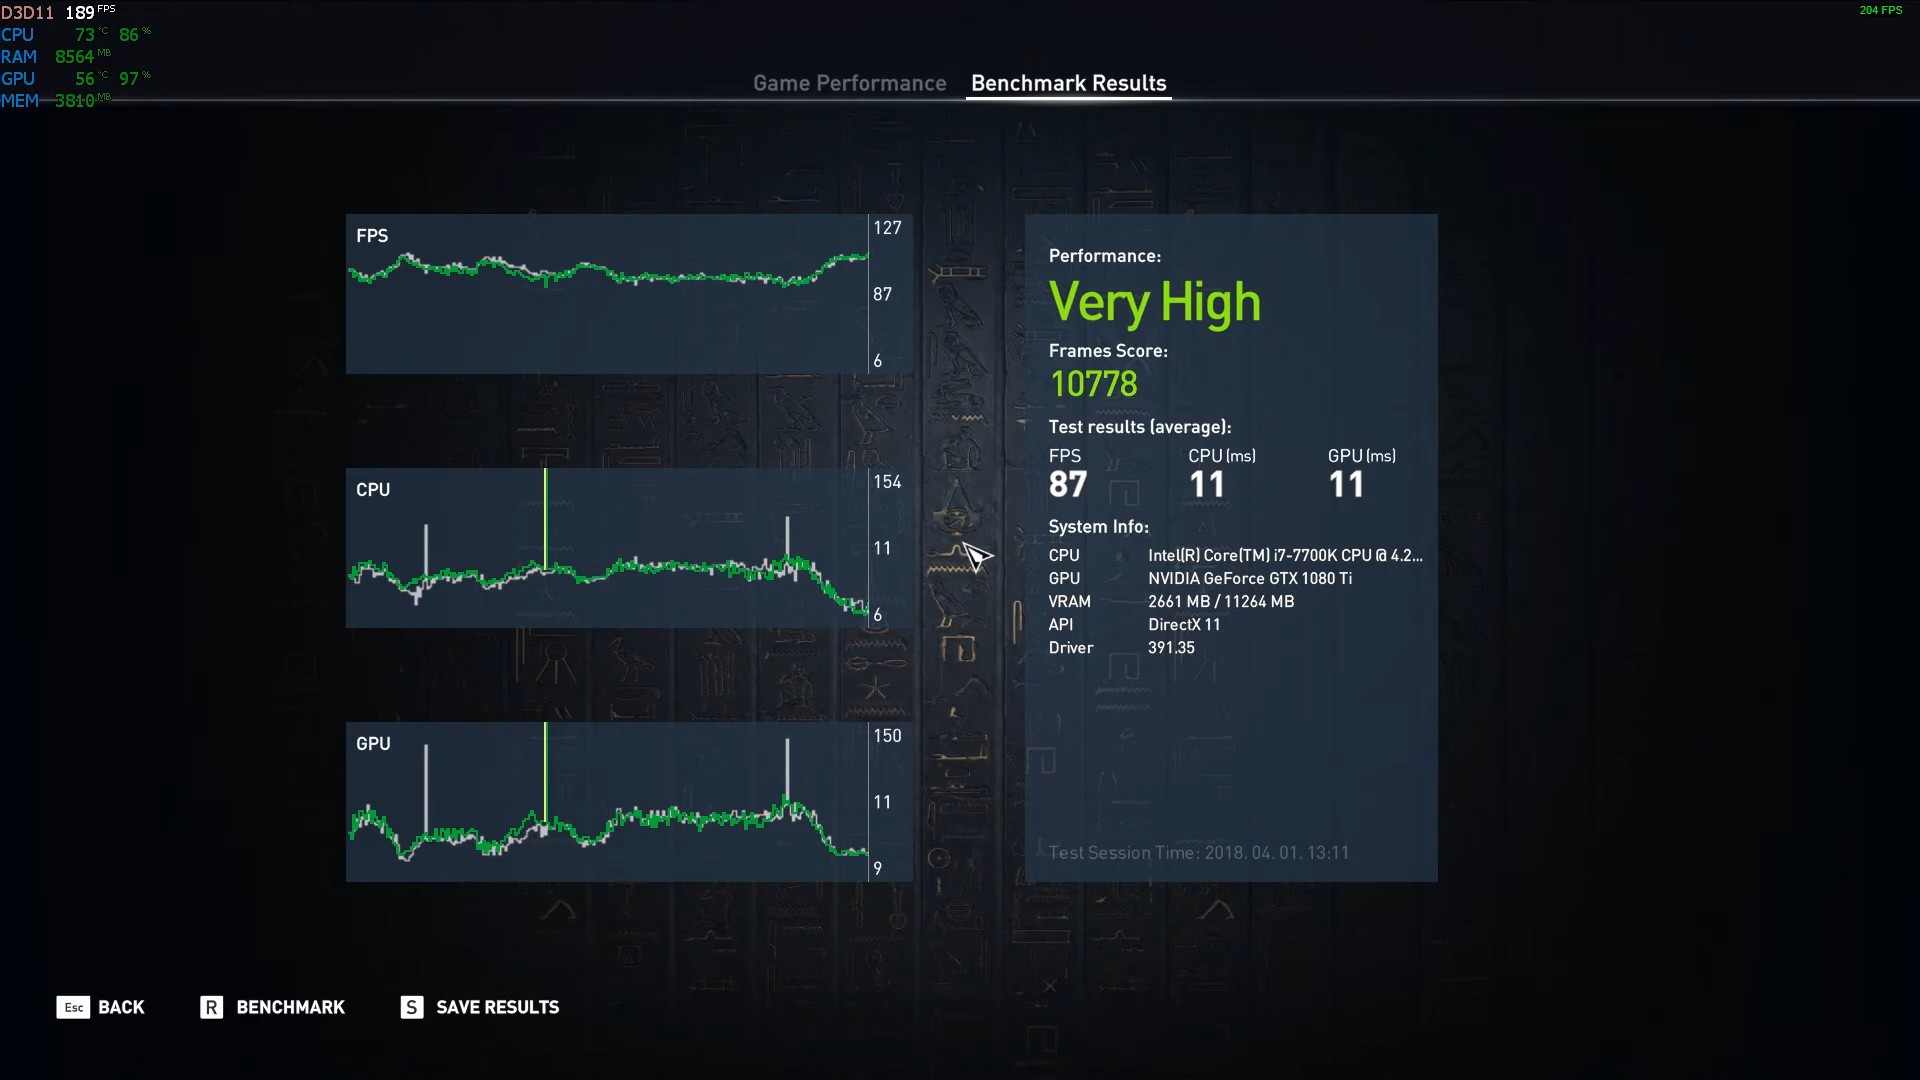 D3D11 189 FPS
204 FPS
CPU 73 °C 86 %
RAM 8564 MB
GPU 56 °C 97 %
MEM 3810 MB
Game Performance Benchmark Results
FPS
127
87
6
CPU
154
11
6
GPU
150
11
9
Performance:
Very High
Frames Score:
10778
Test results (average):
FPS CPU (ms) GPU (ms)
87 11 11
System Info:
CPU Intel(R) Core(TM) i7-7700K CPU @ 4.2...
GPU NVIDIA GeForce GTX 1080 Ti
VRAM 2661 MB / 11264 MB
API DirectX 11
Driver 391.35
Test Session Time: 2018. 04. 01. 13:11
Esc BACK R BENCHMARK S SAVE RESULTS